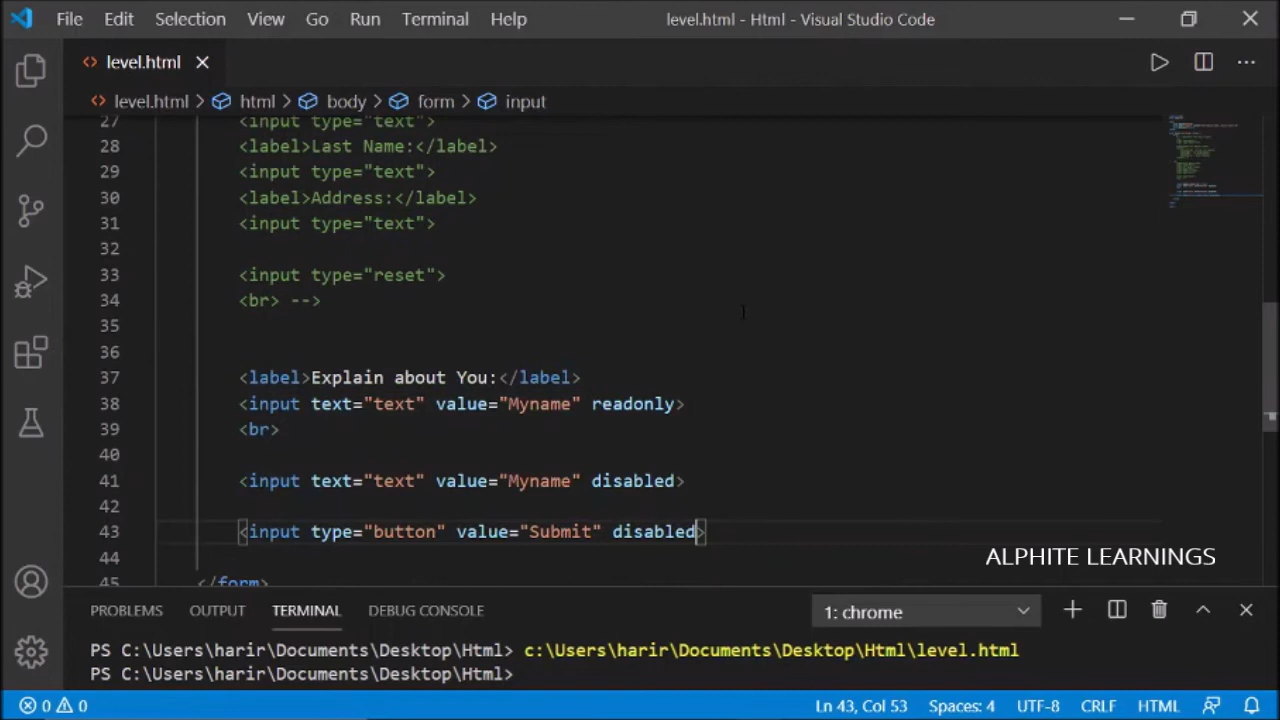 File Edit Selection View Go Run Terminal Help level.html - Html - Visual Studio Code
level.html
level.html > html > body > form > input
27 <input type="text">
28 <label>Last Name:</label>
29 <input type="text">
30 <label>Address:</label>
31 <input type="text">
32
33 <input type="reset">
34 <br> -->
35
36
37 <label>Explain about You:</label>
38 <input text="text" value="Myname" readonly>
39 <br>
40
41 <input text="text" value="Myname" disabled>
42
43 <input type="button" value="Submit" disabled>
44
ALPHITE LEARNINGS
45 </form>
PROBLEMS OUTPUT TERMINAL DEBUG CONSOLE 1: chrome
PS C:\Users\harir\Documents\Desktop\Html> c:\Users\harir\Documents\Desktop\Html\level.html
PS C:\Users\harir\Documents\Desktop\Html>
0 0 Ln 43, Col 53 Spaces: 4 UTF-8 CRLF HTML